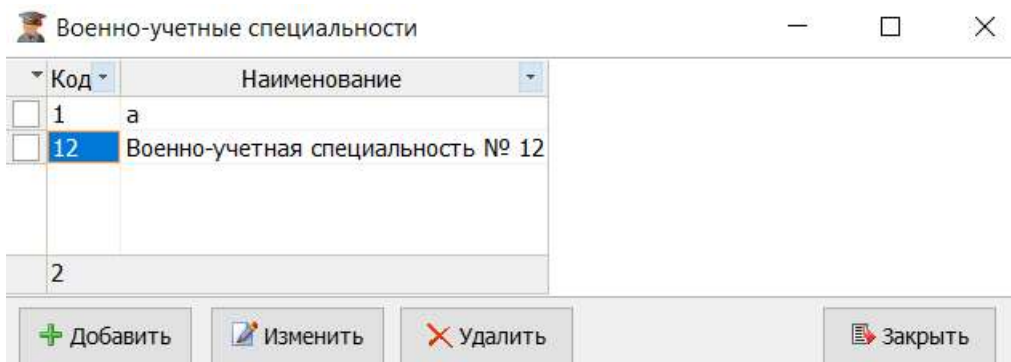 Военно-учетные специальности
Код Наименование
1 а
12 Военно-учетная специальность № 12
2
Добавить Изменить Удалить Закрыть